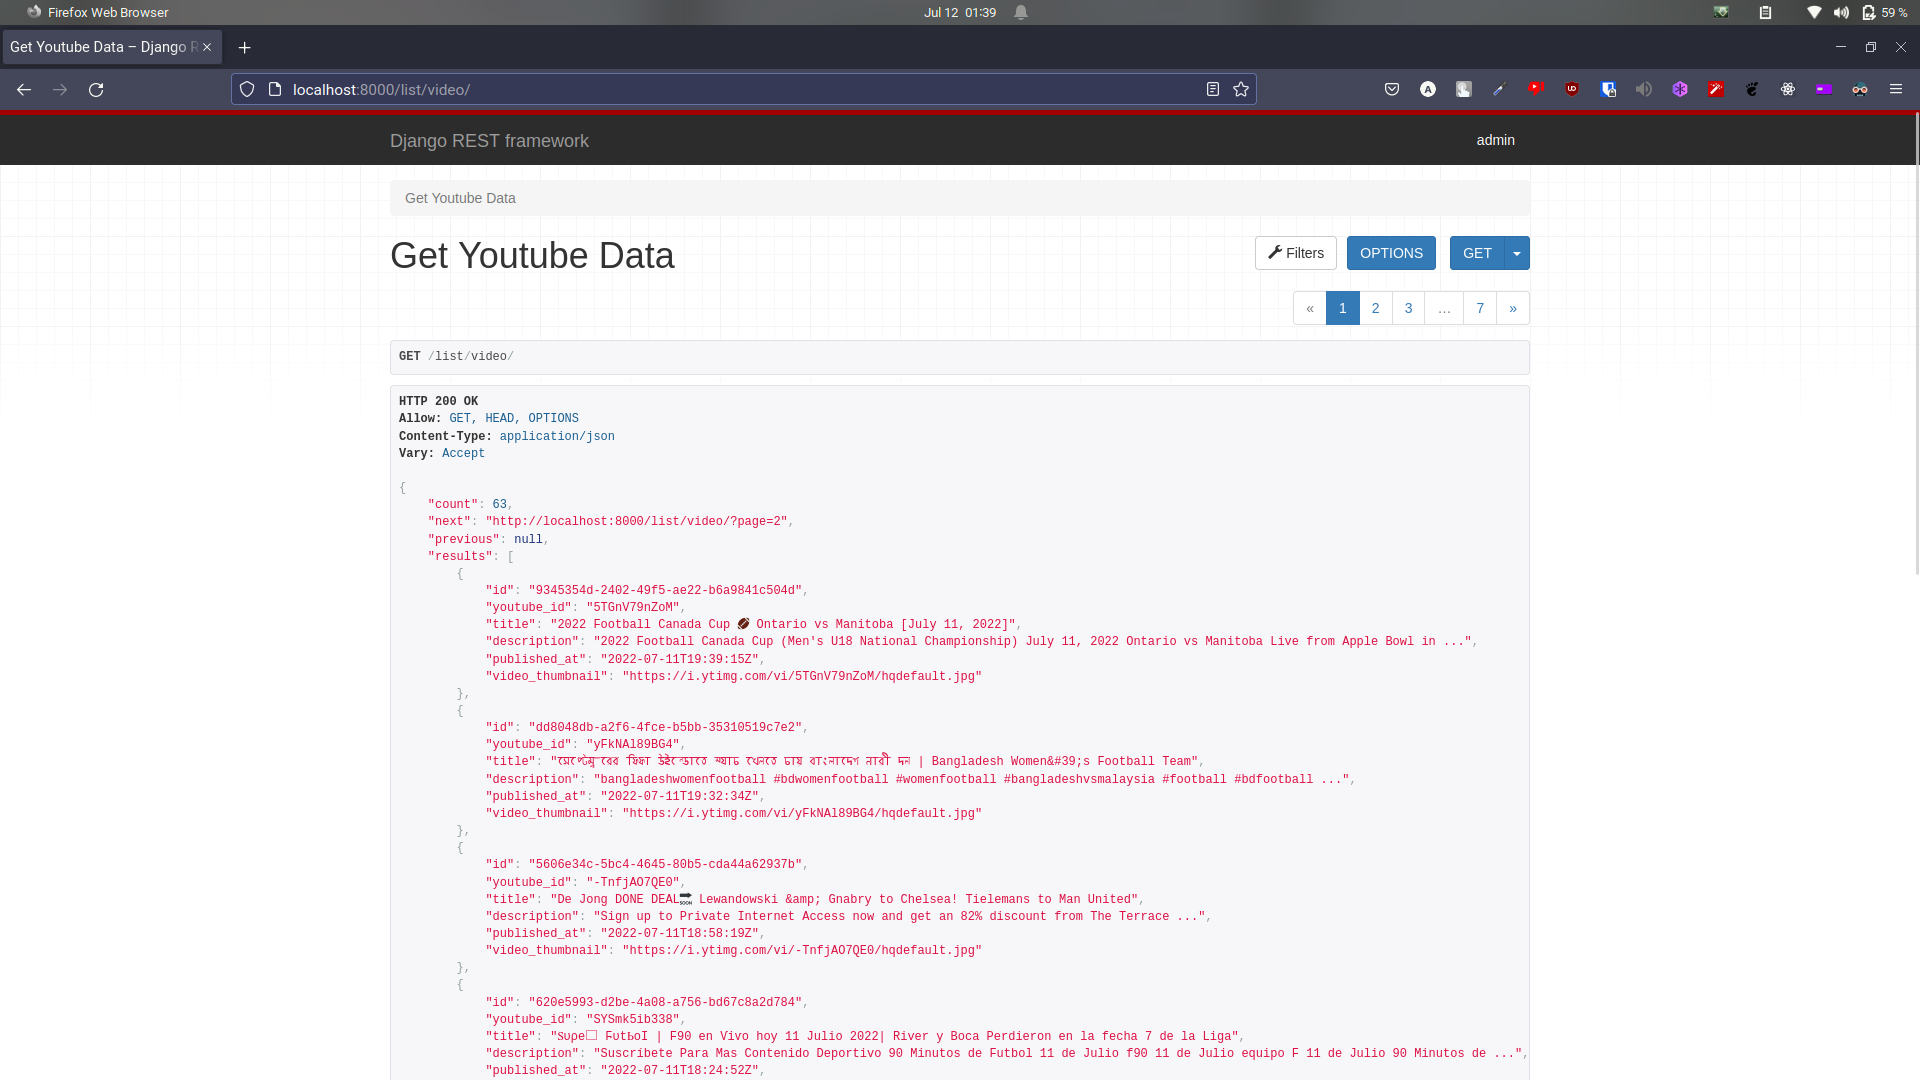 Firefox Web Browser
Jul 12 01:39
59 %
Get Youtube Data – Django R
localhost:8000/list/video/
Django REST framework
admin
Get Youtube Data
Get Youtube Data
Filters
OPTIONS
GET
« 1 2 3 … 7 »
GET /list/video/
HTTP 200 OK
Allow: GET, HEAD, OPTIONS
Content-Type: application/json
Vary: Accept
{
"count": 63,
"next": "http://localhost:8000/list/video/?page=2",
"previous": null,
"results": [
{
"id": "9345354d-2402-49f5-ae22-b6a9841c504d",
"youtube_id": "5TGnV79nZoM",
"title": "2022 Football Canada Cup 🏈 Ontario vs Manitoba [July 11, 2022]",
"description": "2022 Football Canada Cup (Men's U18 National Championship) July 11, 2022 Ontario vs Manitoba Live from Apple Bowl in ...",
"published_at": "2022-07-11T19:39:15Z",
"video_thumbnail": "https://i.ytimg.com/vi/5TGnV79nZoM/hqdefault.jpg"
},
{
"id": "dd8048db-a2f6-4fce-b5bb-35310519c7e2",
"youtube_id": "yFkNAl89BG4",
"title": "সেপ্টেম্বরের ফিফা উইন্ডোতে ম্যাচ খেলতে চায় বাংলাদেশ নারী দল | Bangladesh Women&#39;s Football Team",
"description": "bangladeshwomenfootball #bdwomenfootball #womenfootball #bangladeshvsmalaysia #football #bdfootball ...",
"published_at": "2022-07-11T19:32:34Z",
"video_thumbnail": "https://i.ytimg.com/vi/yFkNAl89BG4/hqdefault.jpg"
},
{
"id": "5606e34c-5bc4-4645-80b5-cda44a62937b",
"youtube_id": "-TnfjAO7QE0",
"title": "De Jong DONE DEAL🔜 Lewandowski &amp; Gnabry to Chelsea! Tielemans to Man United",
"description": "Sign up to Private Internet Access now and get an 82% discount from The Terrace ...",
"published_at": "2022-07-11T18:58:19Z",
"video_thumbnail": "https://i.ytimg.com/vi/-TnfjAO7QE0/hqdefault.jpg"
},
{
"id": "620e5993-d2be-4a08-a756-bd67c8a2d784",
"youtube_id": "SYSmk5ib338",
"title": | F90 en Vivo hoy 11 Julio 2022| River y Boca Perdieron en la fecha 7 de la Liga",
"description": "Suscríbete Para Mas Contenido Deportivo 90 Minutos de Futbol 11 de Julio f90 11 de Julio equipo F 11 de Julio 90 Minutos de ...",
"published_at": "2022-07-11T18:24:52Z",